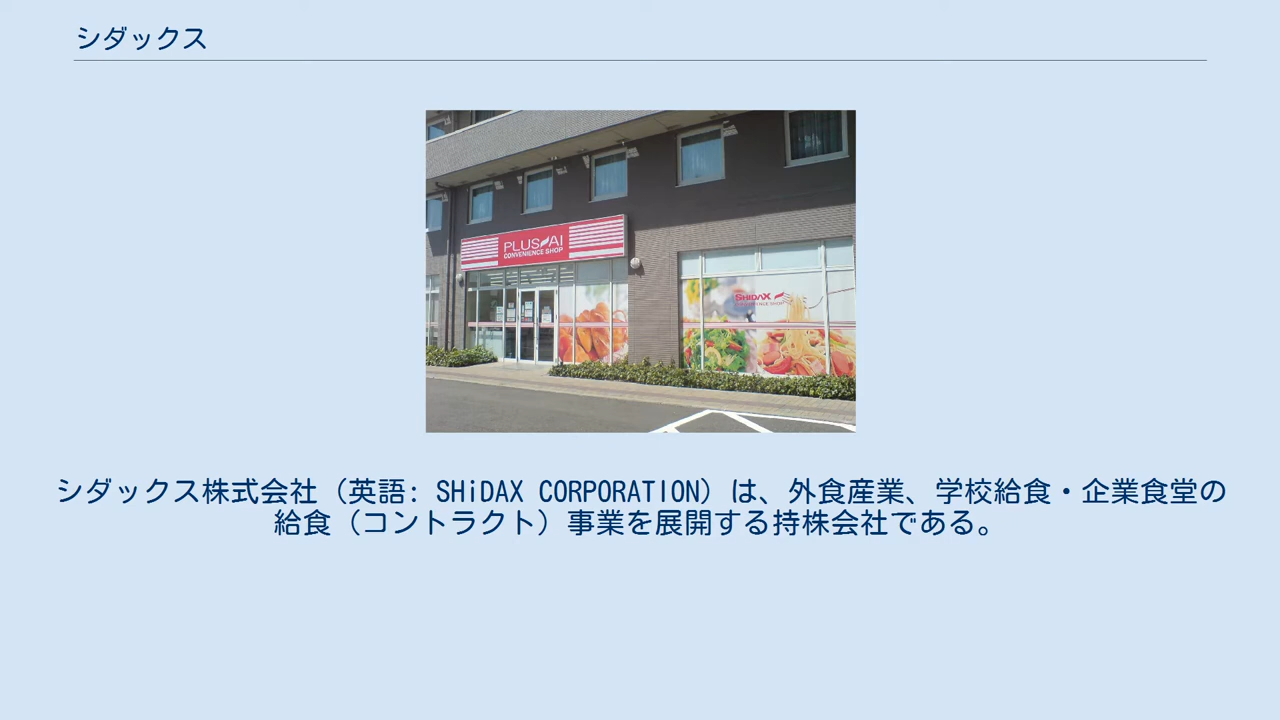 シダックス
PLUS AI
CONVENIENCE SHOP
SHiDAX
シダックス株式会社（英語: SHiDAX CORPORATION）は、外食産業、学校給食・企業食堂の
給食（コントラクト）事業を展開する持株会社である。